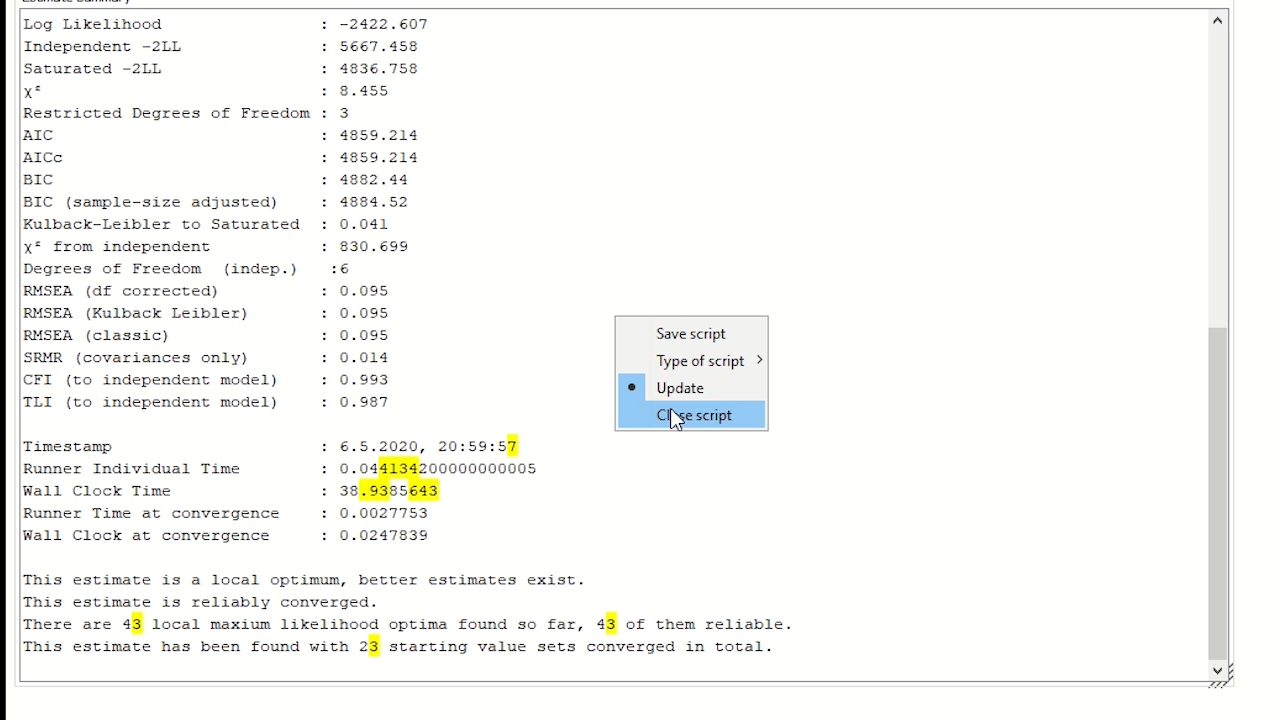 Estimate Summary
Log Likelihood : -2422.607
Independent -2LL : 5667.458
Saturated -2LL : 4836.758
χ² : 8.455
Restricted Degrees of Freedom : 3
AIC : 4859.214
AICc : 4859.214
BIC : 4882.44
BIC (sample-size adjusted) : 4884.52
Kulback-Leibler to Saturated : 0.041
χ² from independent : 830.699
Degrees of Freedom (indep.) :6
RMSEA (df corrected) : 0.095
RMSEA (Kulback Leibler) : 0.095
RMSEA (classic) : 0.095
SRMR (covariances only) : 0.014
CFI (to independent model) : 0.993
TLI (to independent model) : 0.987
Timestamp : 6.5.2020, 20:59:57
Runner Individual Time : 0.044134200000000005
Wall Clock Time : 38.9385643
Runner Time at convergence : 0.0027753
Wall Clock at convergence : 0.0247839
This estimate is a local optimum, better estimates exist.
This estimate is reliably converged.
There are 43 local maxium likelihood optima found so far, 43 of them reliable.
This estimate has been found with 23 starting value sets converged in total.
Save script
Type of script
Update
Close script